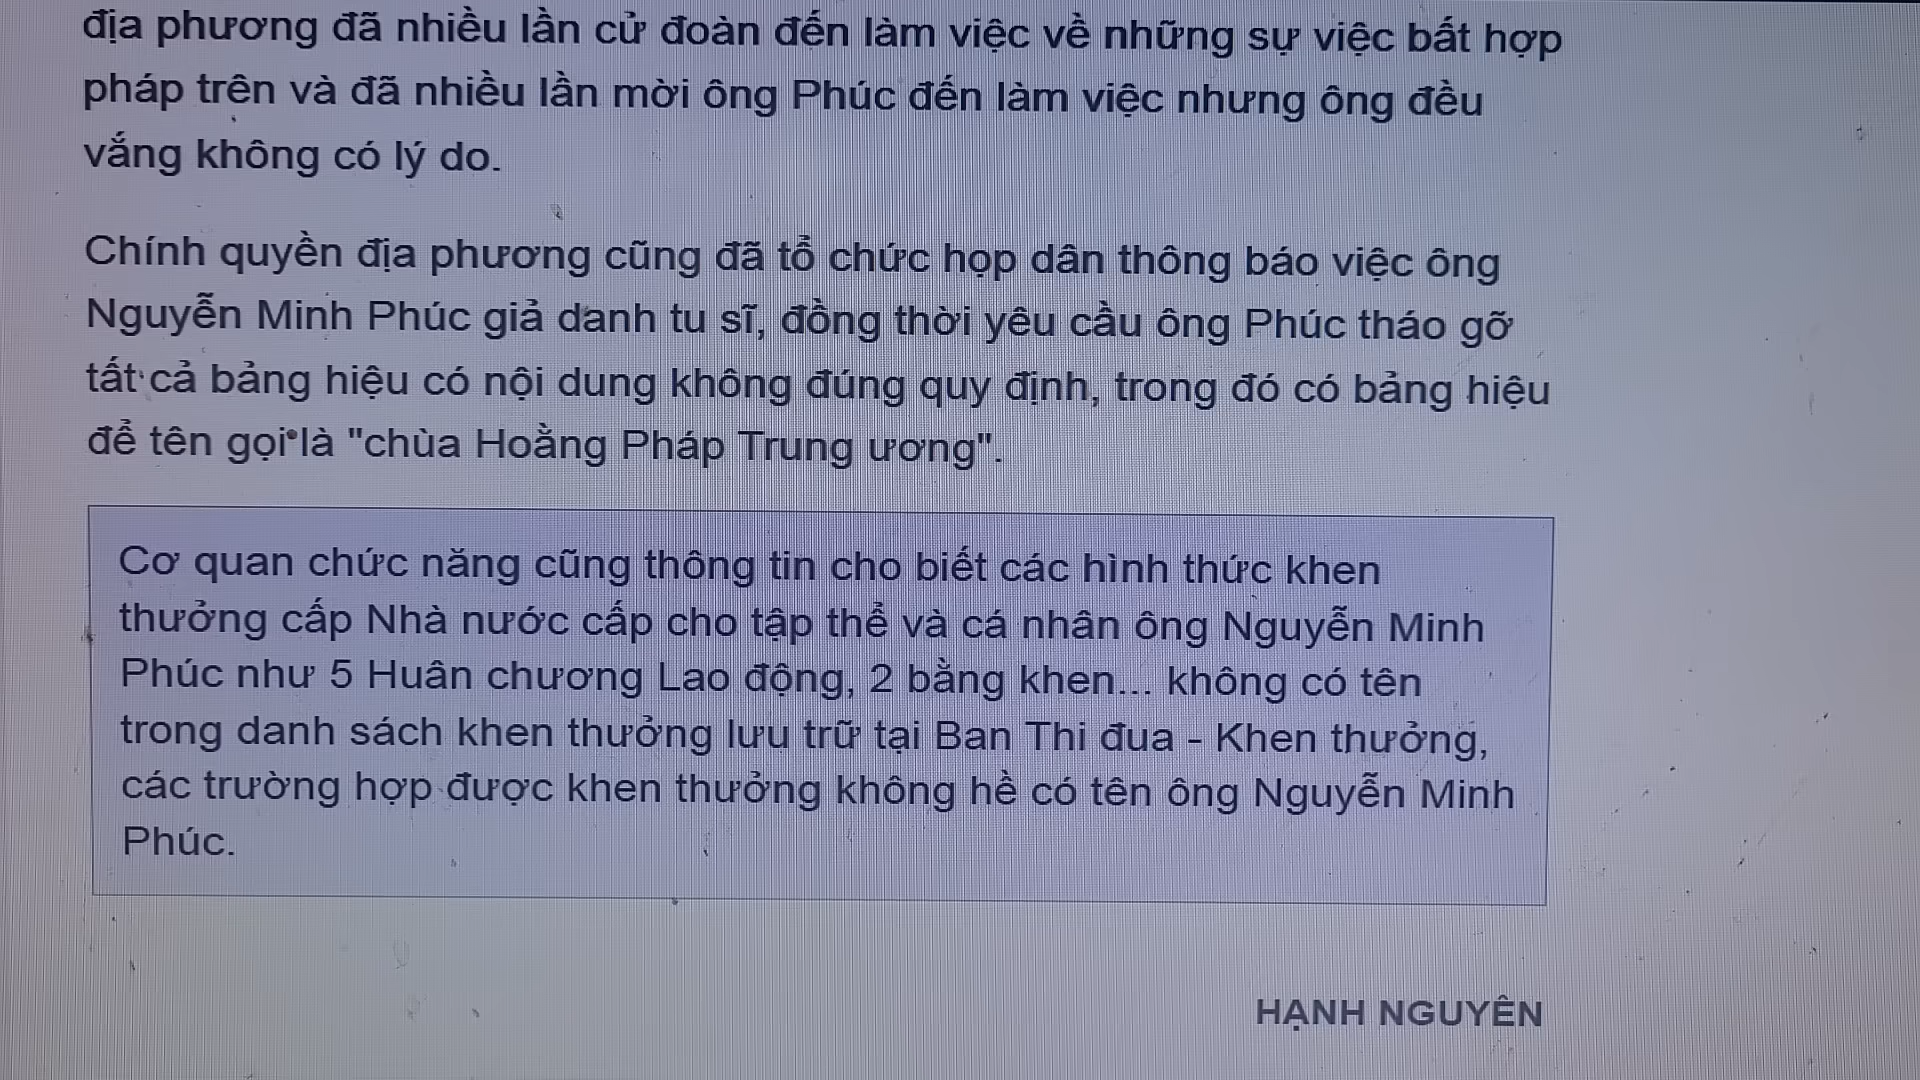 địa phương đã nhiều lần cử đoàn đến làm việc về những sự việc bất hợp
pháp trên và đã nhiều lần mời ông Phúc đến làm việc nhưng ông đều
vắng không có lý do.
Chính quyền địa phương cũng đã tổ chức họp dân thông báo việc ông
Nguyễn Minh Phúc giả danh tu sĩ, đồng thời yêu cầu ông Phúc tháo gỡ
tất cả bảng hiệu có nội dung không đúng quy định, trong đó có bảng hiệu
để tên gọi là "chùa Hoằng Pháp Trung ương".
Cơ quan chức năng cũng thông tin cho biết các hình thức khen
thưởng cấp Nhà nước cấp cho tập thể và cá nhân ông Nguyễn Minh
Phúc như 5 Huân chương Lao động, 2 bằng khen... không có tên
trong danh sách khen thưởng lưu trữ tại Ban Thi đua - Khen thưởng,
các trường hợp được khen thưởng không hề có tên ông Nguyễn Minh
Phúc.
HẠNH NGUYÊN